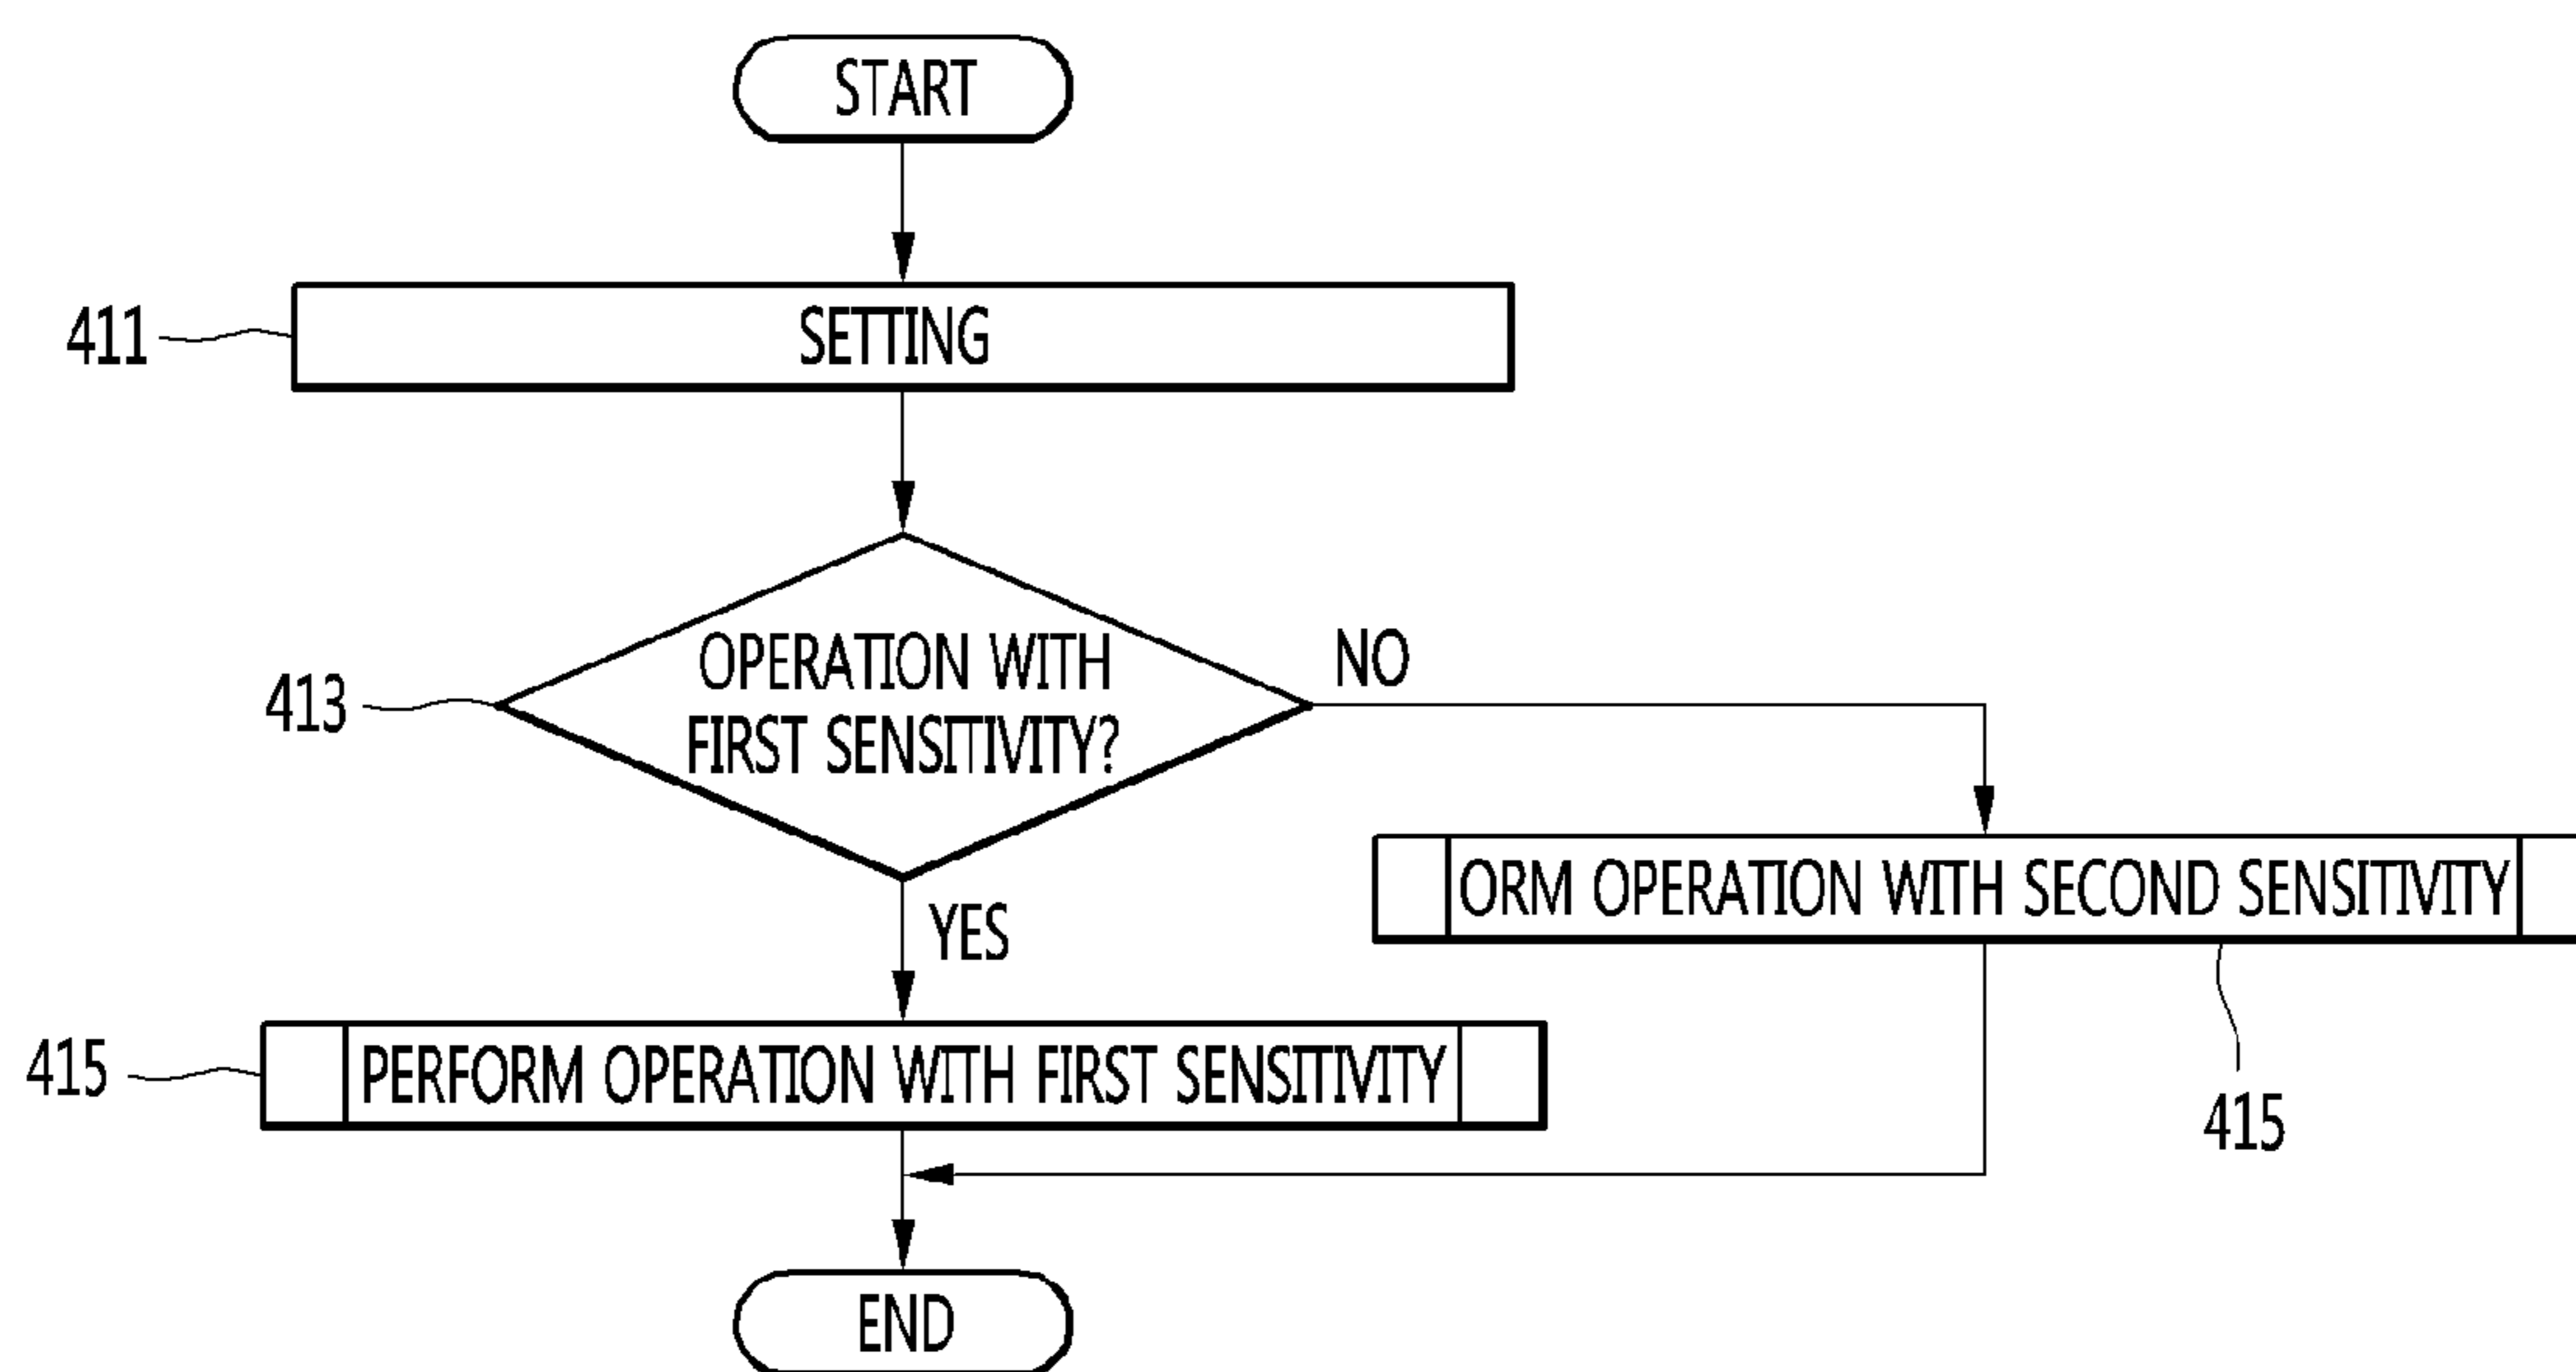 START
411
SETTING
413
OPERATION WITH
FIRST SENSITIVITY?
NO
ORM OPERATION WITH SECOND SENSITIVITY
YES
415
PERFORM OPERATION WITH FIRST SENSITIVITY
415
END